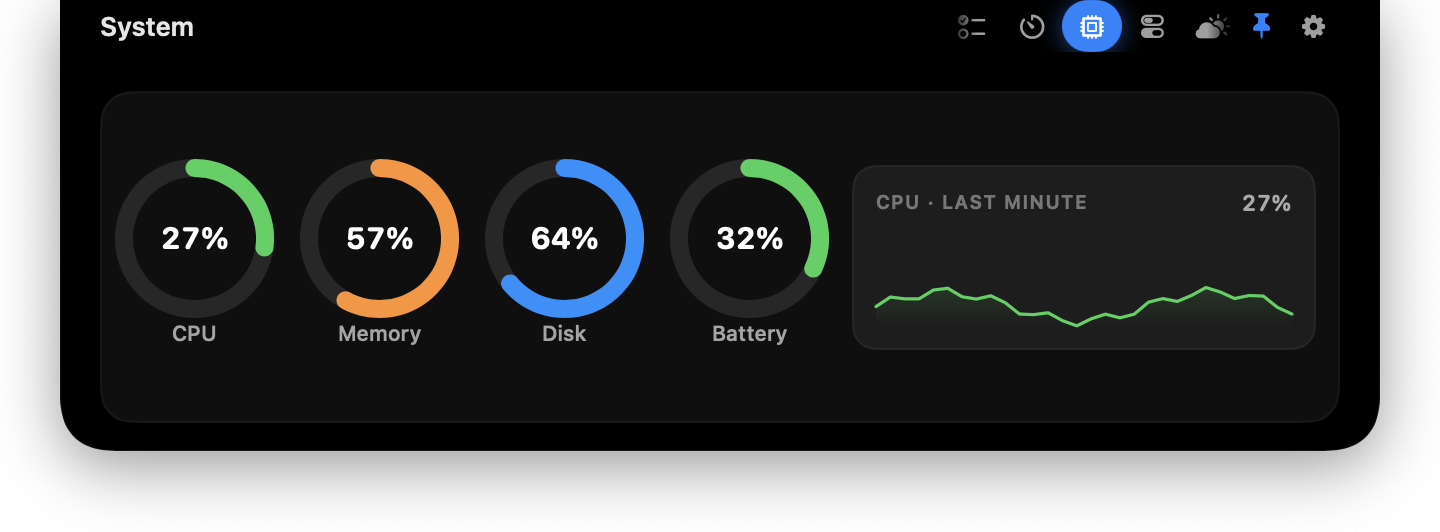 System
27%
57%
64%
32%
CPU
Memory
Disk
Battery
CPU · LAST MINUTE
27%